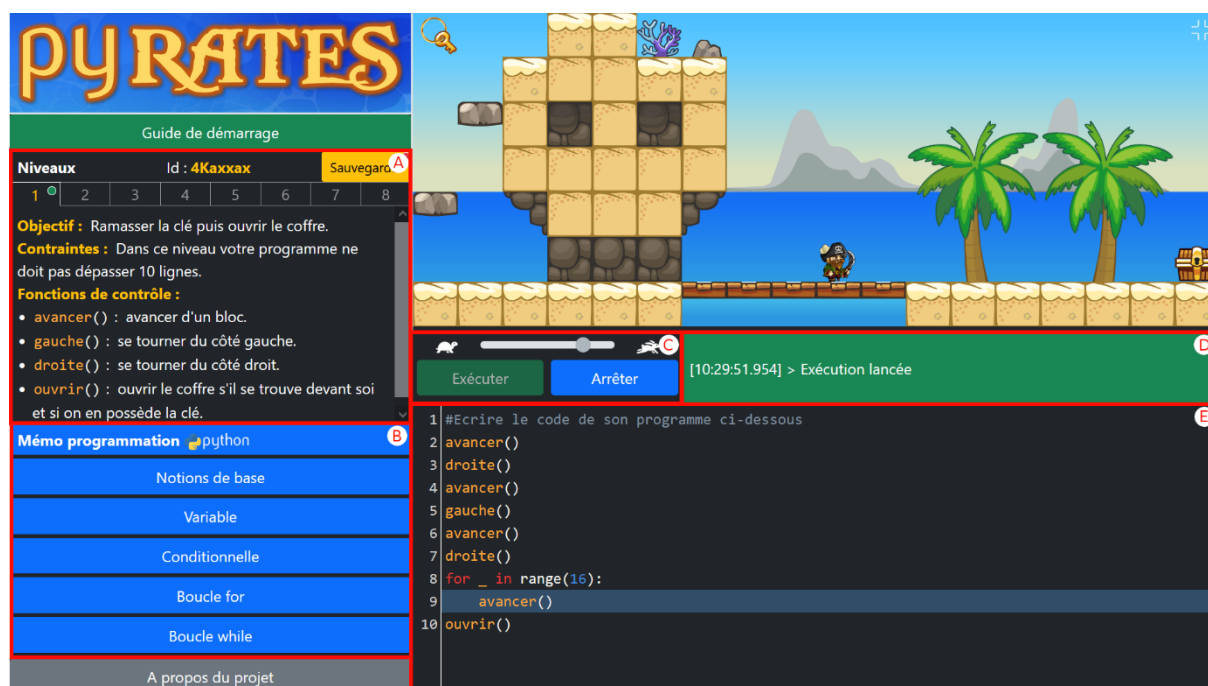 pyRATES
Guide de démarrage
Niveaux Id : 4Kaxxax Sauvegard A
1 2 3 4 5 6 7 8
Objectif : Ramasser la clé puis ouvrir le coffre.
Contraintes : Dans ce niveau votre programme ne
doit pas dépasser 10 lignes.
Fonctions de contrôle :
• avancer() : avancer d'un bloc.
• gauche() : se tourner du côté gauche.
• droite() : se tourner du côté droit.
• ouvrir() : ouvrir le coffre s'il se trouve devant soi
et si on en possède la clé.
Mémo programmation python B
Notions de base
Variable
Conditionnelle
Boucle for
Boucle while
A propos du projet
C
Exécuter Arrêter
D
[10:29:51.954] > Exécution lancée
E
1 #Ecrire le code de son programme ci-dessous
2 avancer()
3 droite()
4 avancer()
5 gauche()
6 avancer()
7 droite()
8 for _ in range(16):
9 avancer()
10 ouvrir()